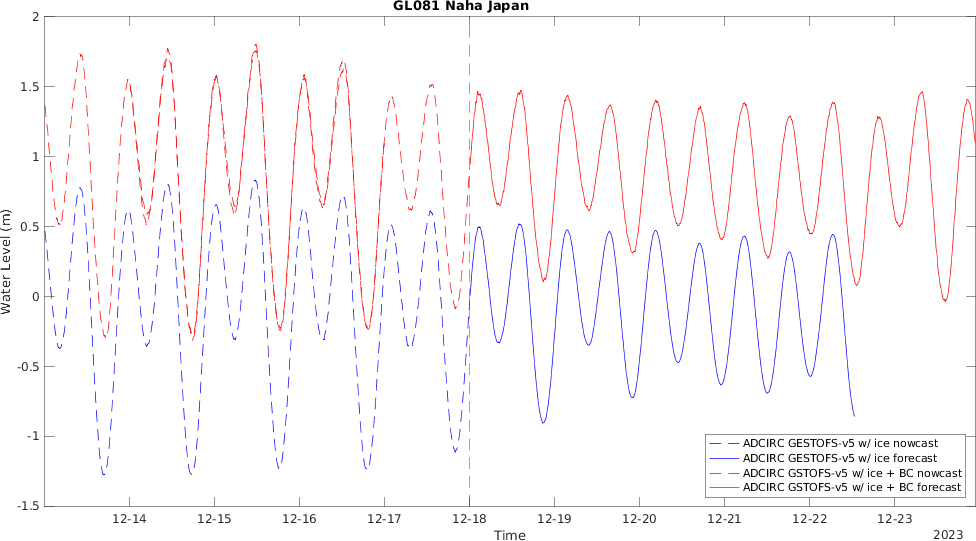 GL081 Naha Japan
2
1.5
1
0.5
0
-0.5
-1
-1.5
Water Level (m)
ADCIRC GESTOFS-v5 w/ ice nowcast
ADCIRC GESTOFS-v5 w/ ice forecast
ADCIRC GSTOFS-v5 w/ ice + BC nowcast
ADCIRC GSTOFS-v5 w/ ice + BC forecast
12-14 12-15 12-16 12-17 12-18 12-19 12-20 12-21 12-22 12-23
Time
2023